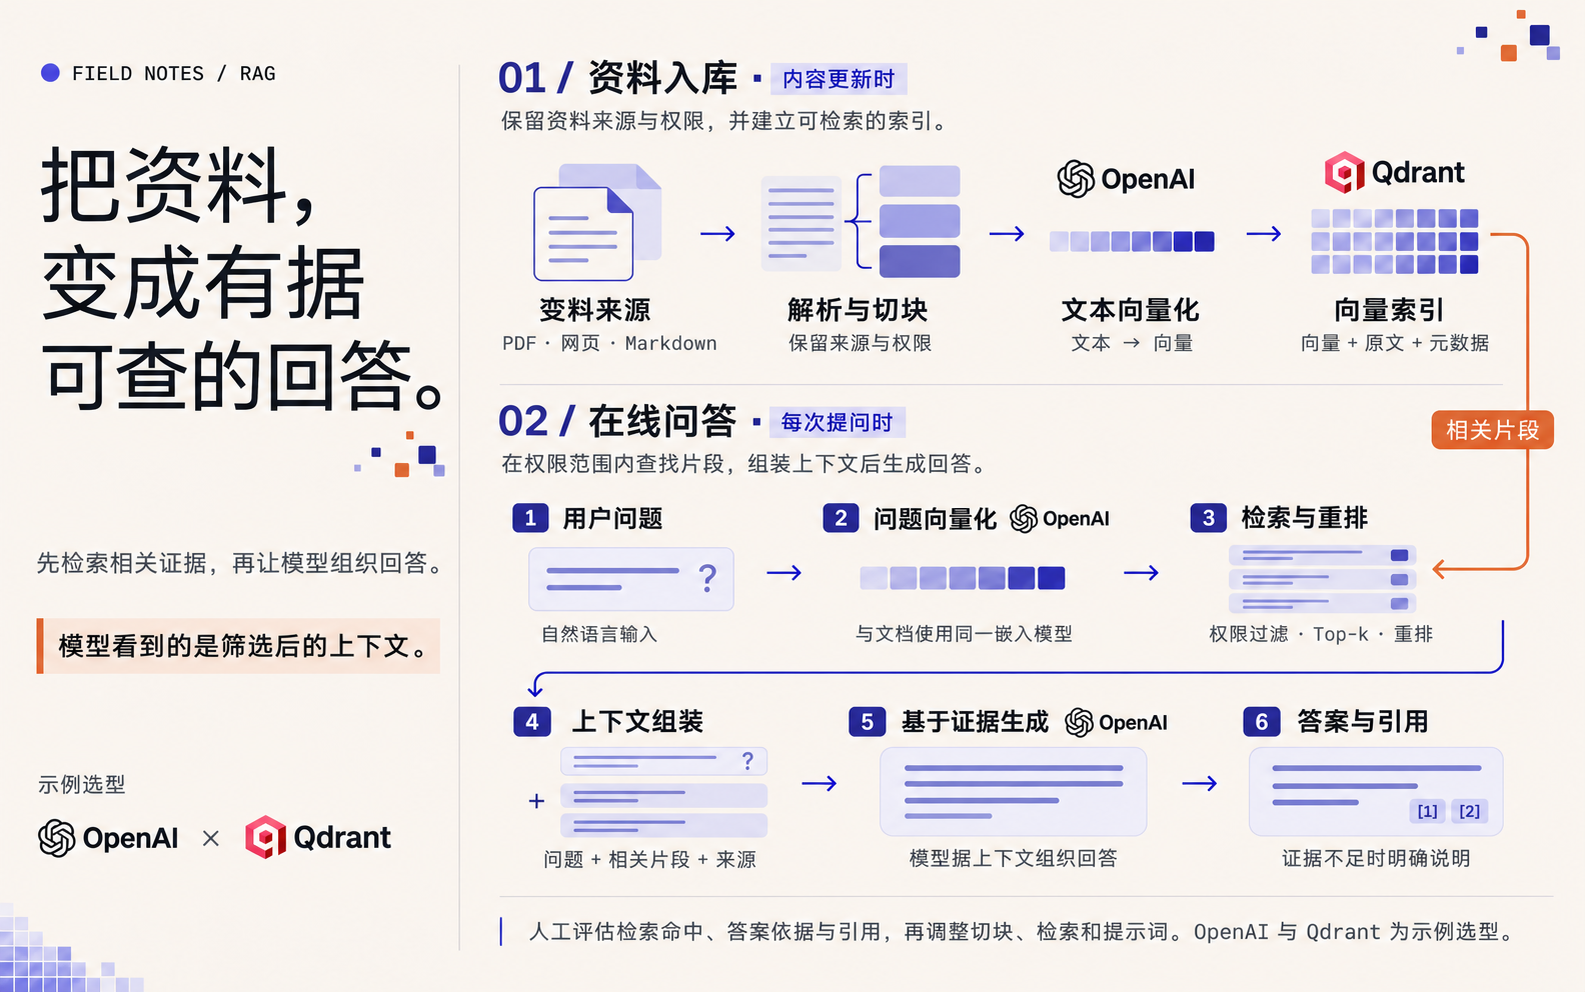 FIELD NOTES / RAG
把资料，
变成有据
可查的回答。
先检索相关证据，再让模型组织回答。
模型看到的是筛选后的上下文。
示例选型
OpenAI × Qdrant
01 / 资料入库 · 内容更新时
保留资料来源与权限，并建立可检索的索引。
OpenAI
Qdrant
变料来源
解析与切块
文本向量化
向量索引
PDF · 网页 · Markdown
保留来源与权限
文本 → 向量
向量 + 原文 + 元数据
相关片段
02 / 在线问答 · 每次提问时
在权限范围内查找片段，组装上下文后生成回答。
1 用户问题
2 问题向量化 OpenAI
3 检索与重排
?
自然语言输入
与文档使用同一嵌入模型
权限过滤 · Top-k · 重排
4 上下文组装
5 基于证据生成 OpenAI
6 答案与引用
?
+
[1] [2]
问题 + 相关片段 + 来源
模型据上下文组织回答
证据不足时明确说明
人工评估检索命中、答案依据与引用，再调整切块、检索和提示词。OpenAI 与 Qdrant 为示例选型。